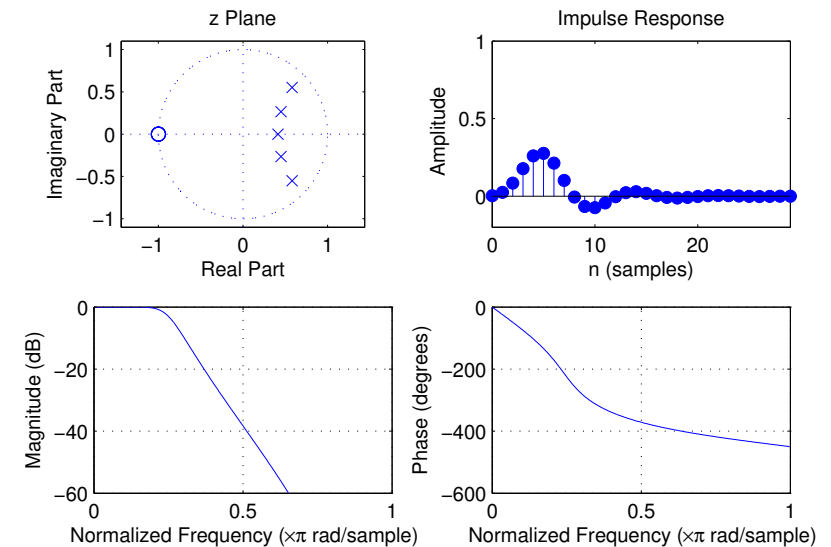 z Plane
1
0.5
0
−0.5
−1
Imaginary Part
−1 0 1
Real Part
Impulse Response
1
0.5
0
Amplitude
0 10 20
n (samples)
0
−20
−40
−60
Magnitude (dB)
0 0.5 1
Normalized Frequency (×π rad/sample)
0
−200
−400
−600
Phase (degrees)
0 0.5 1
Normalized Frequency (×π rad/sample)